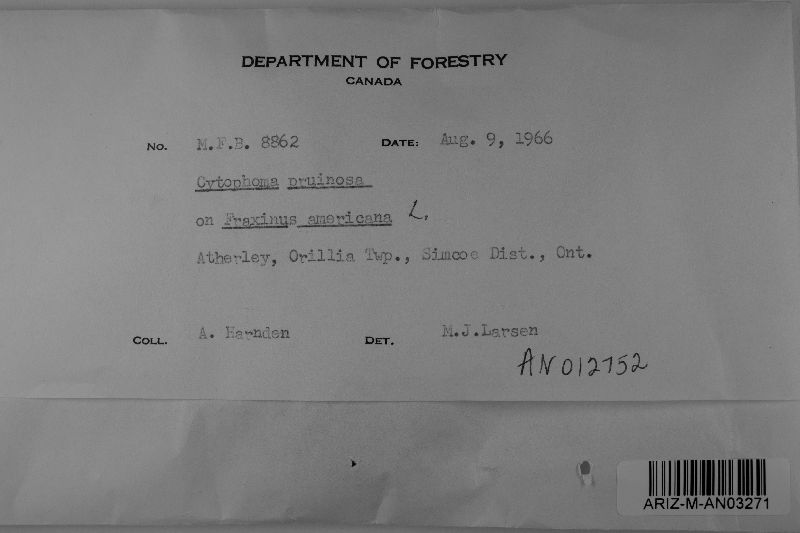 DEPARTMENT OF FORESTRY
CANADA
No. M.F.B. 8862 DATE: Aug. 9, 1966
Cytophoma pruinosa
on Fraxinus americana L.
Atherley, Orillia Twp., Simcoe Dist., Ont.
COLL. A. Harnden DET. M.J.Larsen
AN012752
ARIZ-M-AN03271